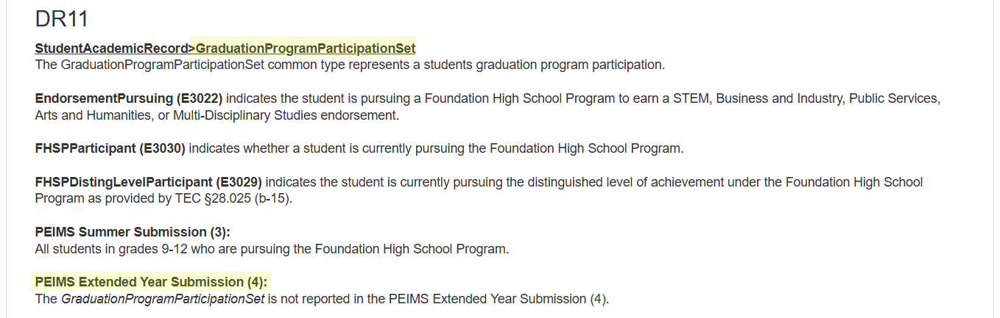 DR11
StudentAcademicRecord>GraduationProgramParticipationSet
The GraduationProgramParticipationSet common type represents a students graduation program participation.
EndorsementPursuing (E3022) indicates the student is pursuing a Foundation High School Program to earn a STEM, Business and Industry, Public Services,
Arts and Humanities, or Multi-Disciplinary Studies endorsement.
FHSPParticipant (E3030) indicates whether a student is currently pursuing the Foundation High School Program.
FHSPDistingLevelParticipant (E3029) indicates the student is currently pursuing the distinguished level of achievement under the Foundation High School
Program as provided by TEC §28.025 (b-15).
PEIMS Summer Submission (3):
All students in grades 9-12 who are pursuing the Foundation High School Program.
PEIMS Extended Year Submission (4):
The GraduationProgramParticipationSet is not reported in the PEIMS Extended Year Submission (4).